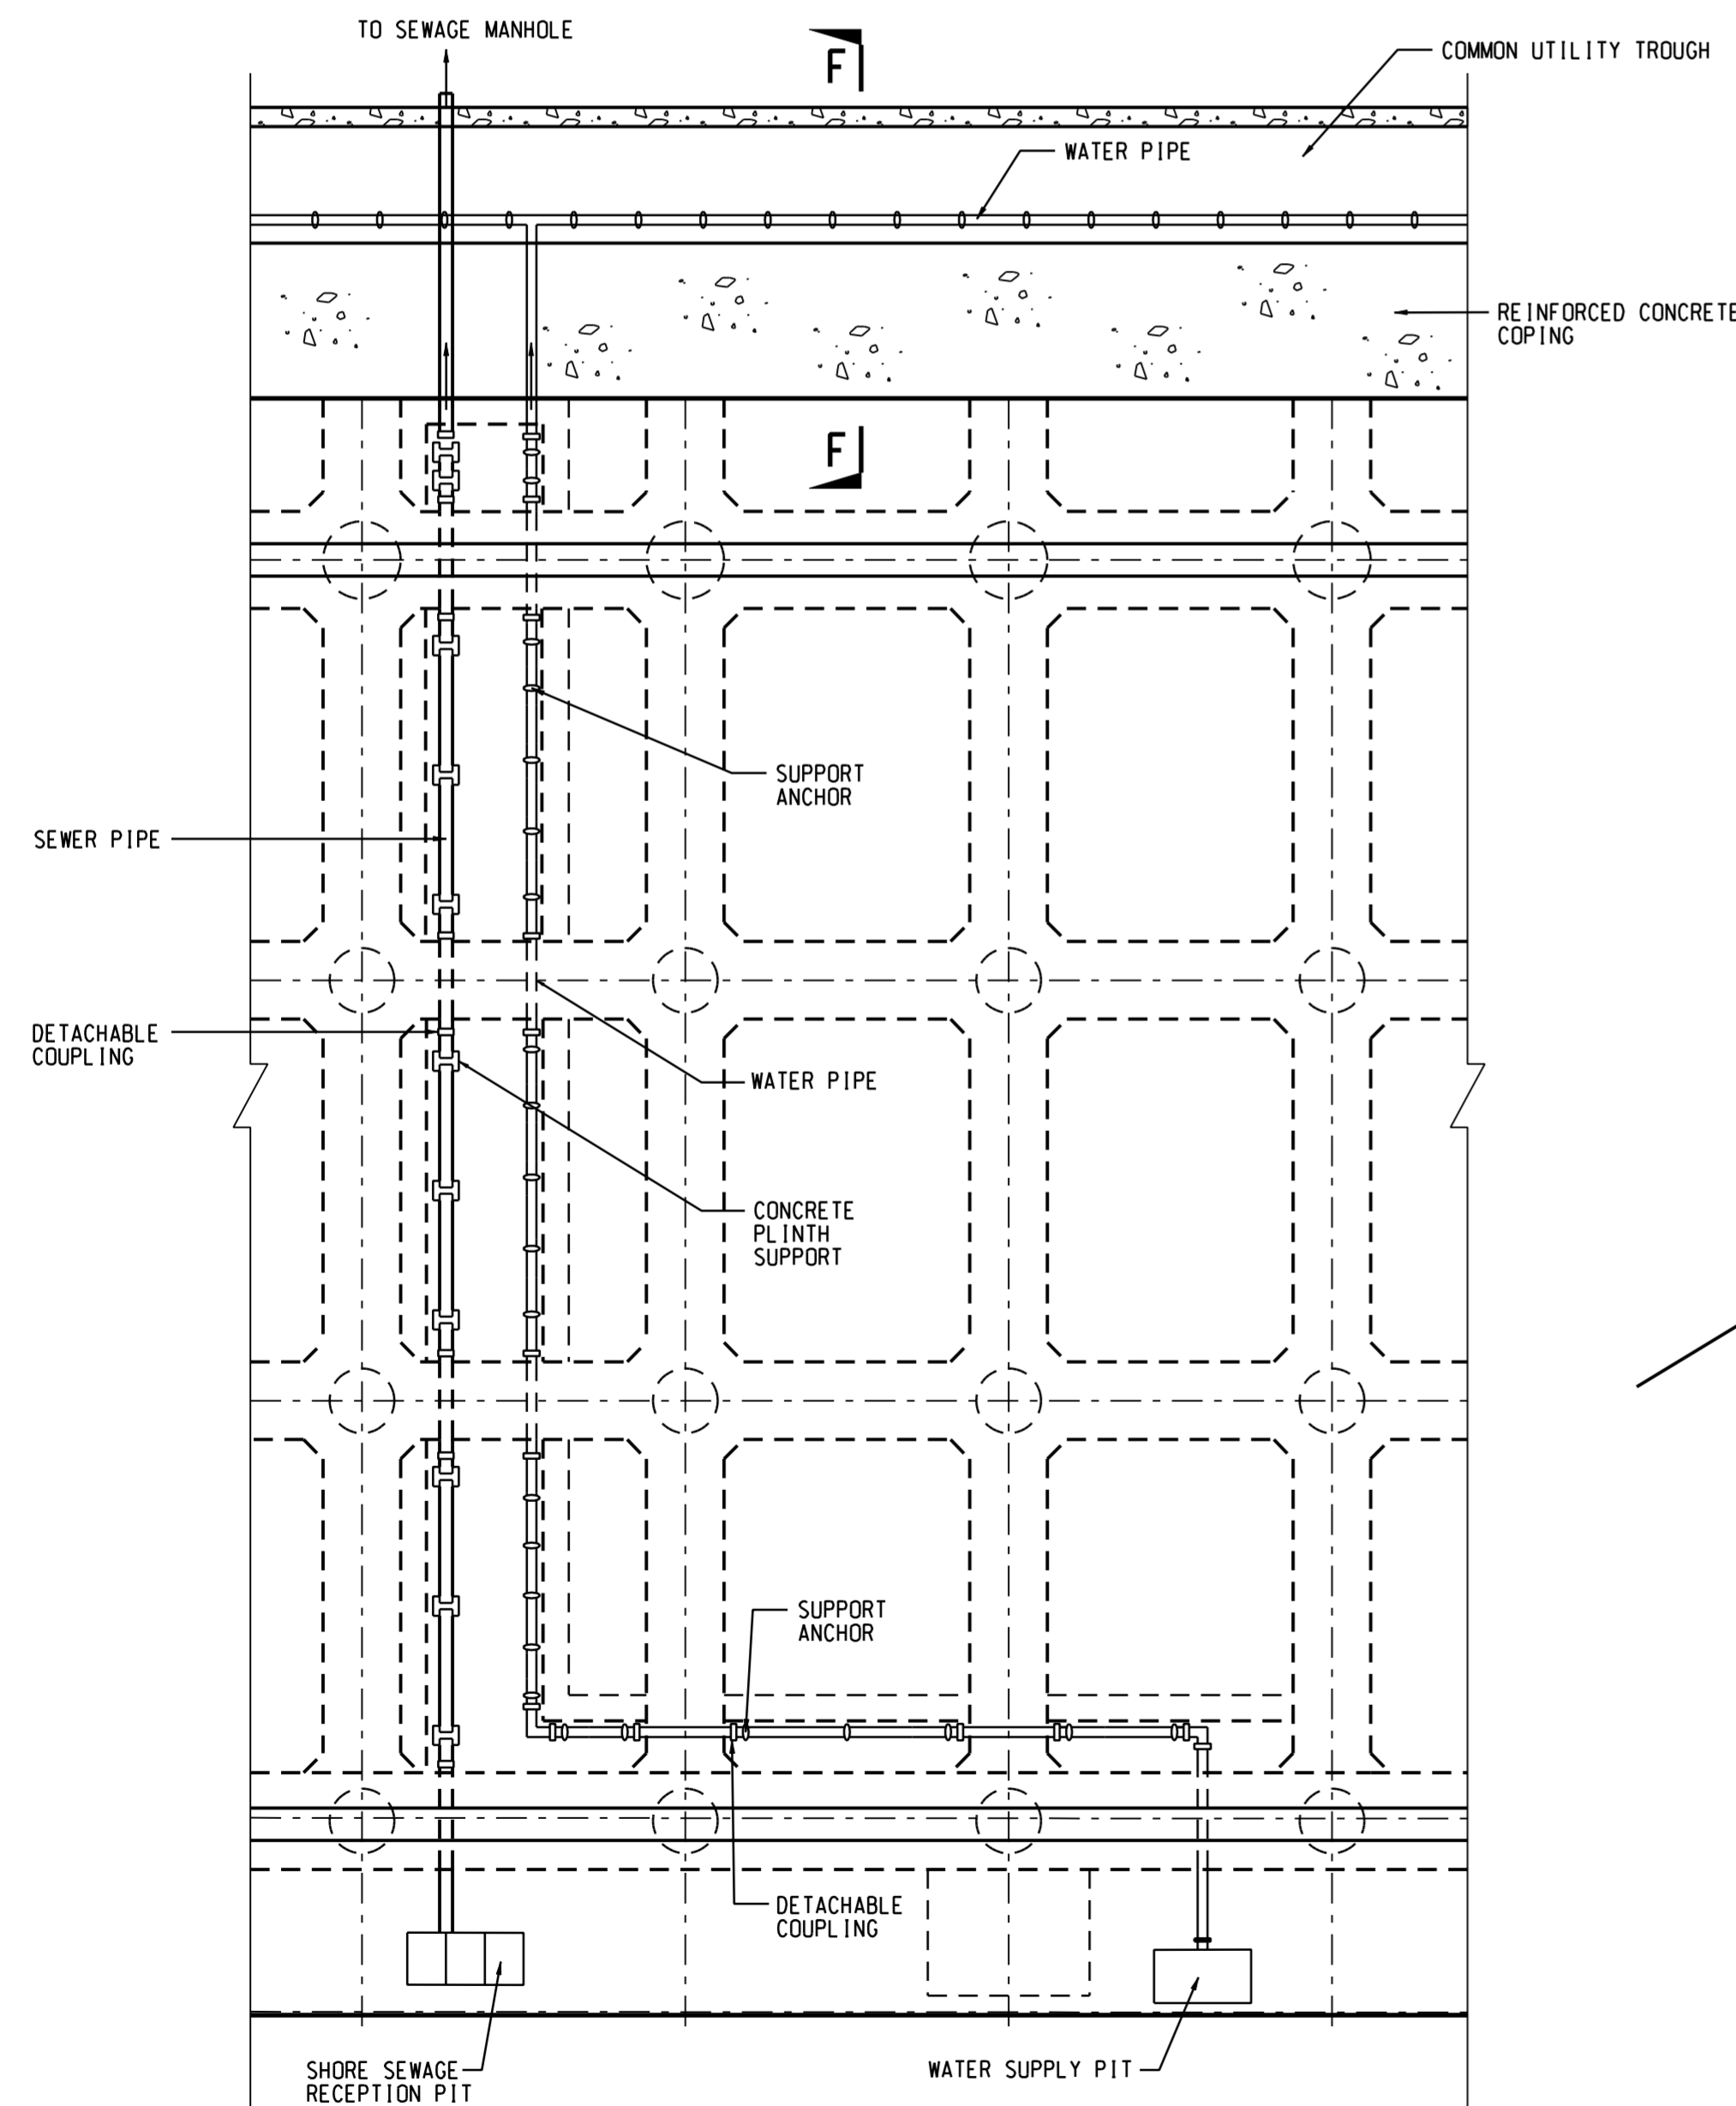 TO SEWAGE MANHOLE
F
COMMON UTILITY TROUGH
WATER PIPE
REINFORCED CONCRETE
COPING
F
SUPPORT
ANCHOR
SEWER PIPE
DETACHABLE
COUPLING
WATER PIPE
CONCRETE
PLINTH
SUPPORT
SUPPORT
ANCHOR
DETACHABLE
COUPLING
SHORE SEWAGE
RECEPTION PIT
WATER SUPPLY PIT